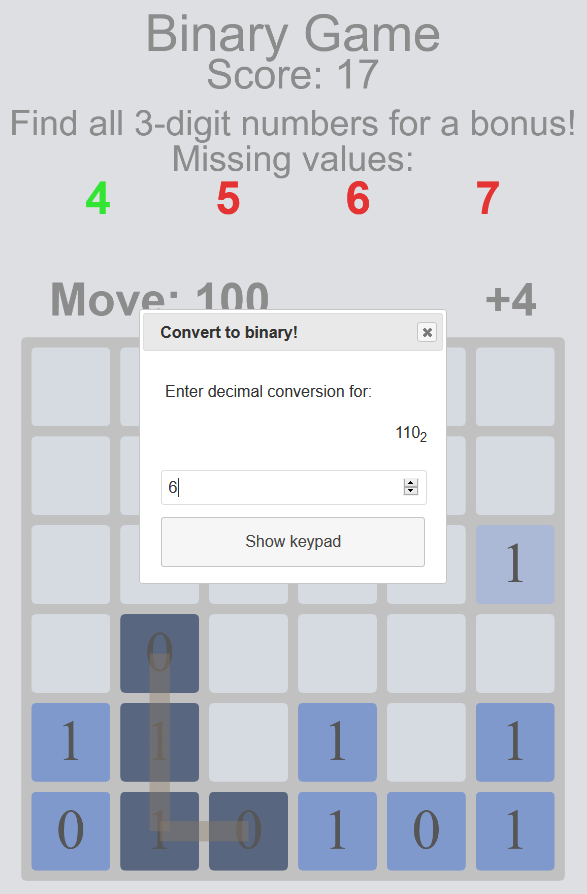 Binary Game
Score: 17
Find all 3-digit numbers for a bonus!
Missing values:
4 5 6 7
Move: 100 +4
Convert to binary!
Enter decimal conversion for:
110₂
6
Show keypad
1
0
1 1 1 1
0 1 0 1 0 1